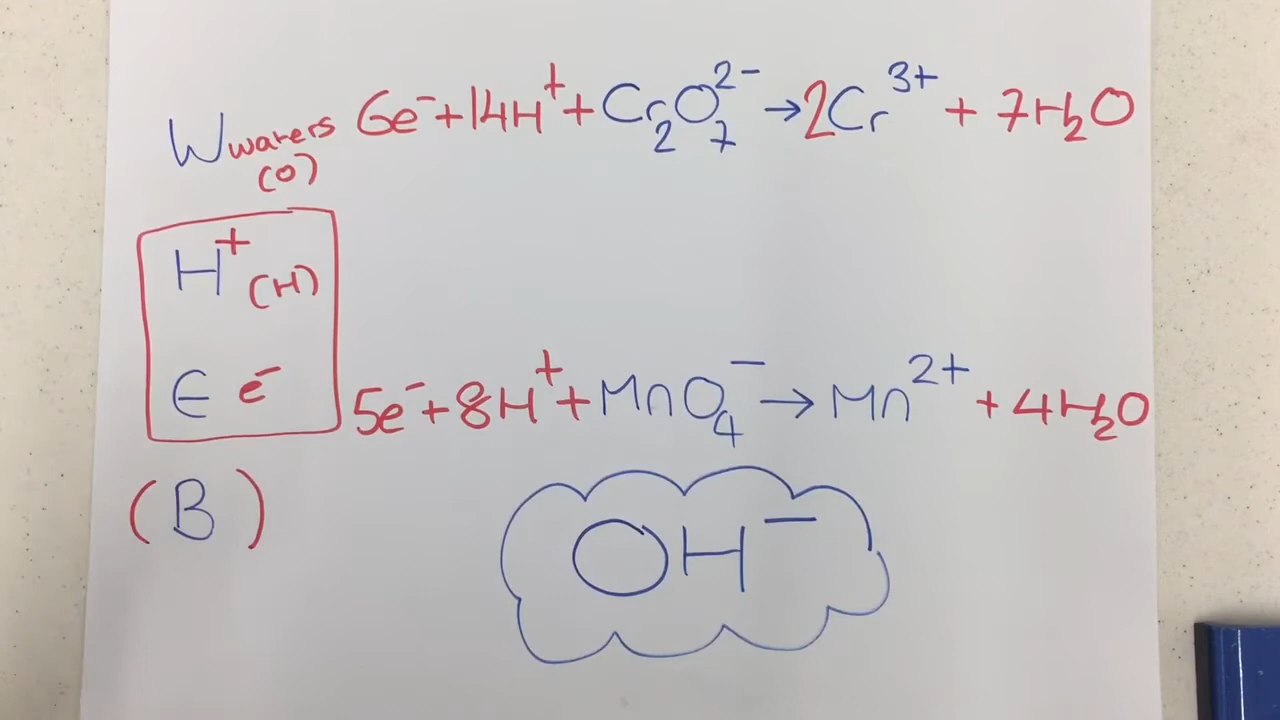 W waters 6e⁻ + 14H⁺ + Cr₂O₇²⁻ → 2Cr³⁺ + 7H₂O
(O)
H⁺ (H)
E e⁻ 5e⁻ + 8H⁺ + MnO₄⁻ → Mn²⁺ + 4H₂O
(B)
OH⁻